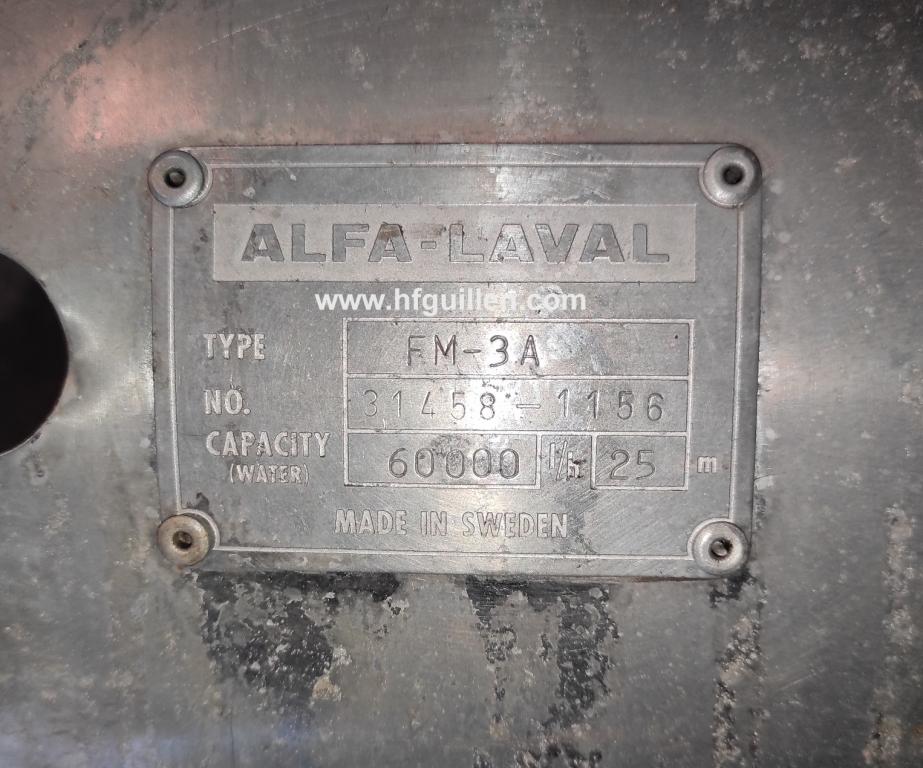 ALFA-LAVAL
www.hfguillen.com
TYPE FM-3A
NO. 31458-1156
CAPACITY (WATER) 60000 l/h 25 m
MADE IN SWEDEN